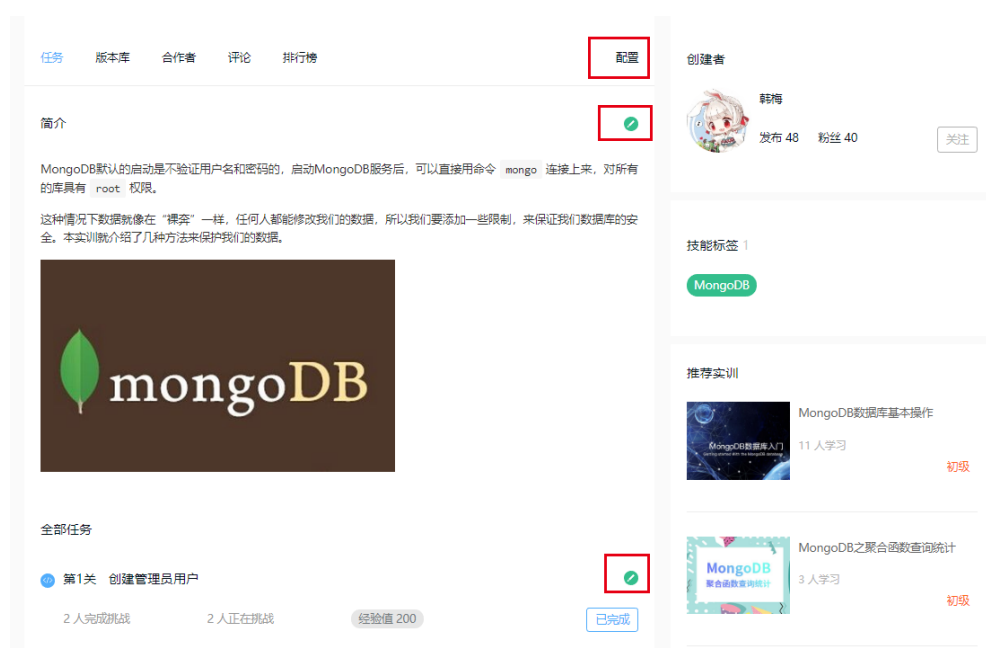 任务 版本库 合作者 评论 排行榜 配置
简介
MongoDB默认的启动是不验证用户名和密码的，启动MongoDB服务后，可以直接用命令 mongo 连接上来，对所有
的库具有 root 权限。
这种情况下数据就像在“裸奔”一样，任何人都能修改我们的数据，所以我们要添加一些限制，来保证我们数据库的安
全。本实训就介绍了几种方法来保护我们的数据。
mongoDB
全部任务
第1关 创建管理员用户
2 人完成挑战 2 人正在挑战 经验值 200 已完成
创建者
韩梅
发布 48 粉丝 40 关注
技能标签 1
MongoDB
推荐实训
MongoDB数据库入门
Getting started with the MongoDB database
MongoDB数据库基本操作
11 人学习
初级
MongoDB
聚合函数查询统计
MongoDB之聚合函数查询统计
3 人学习
初级